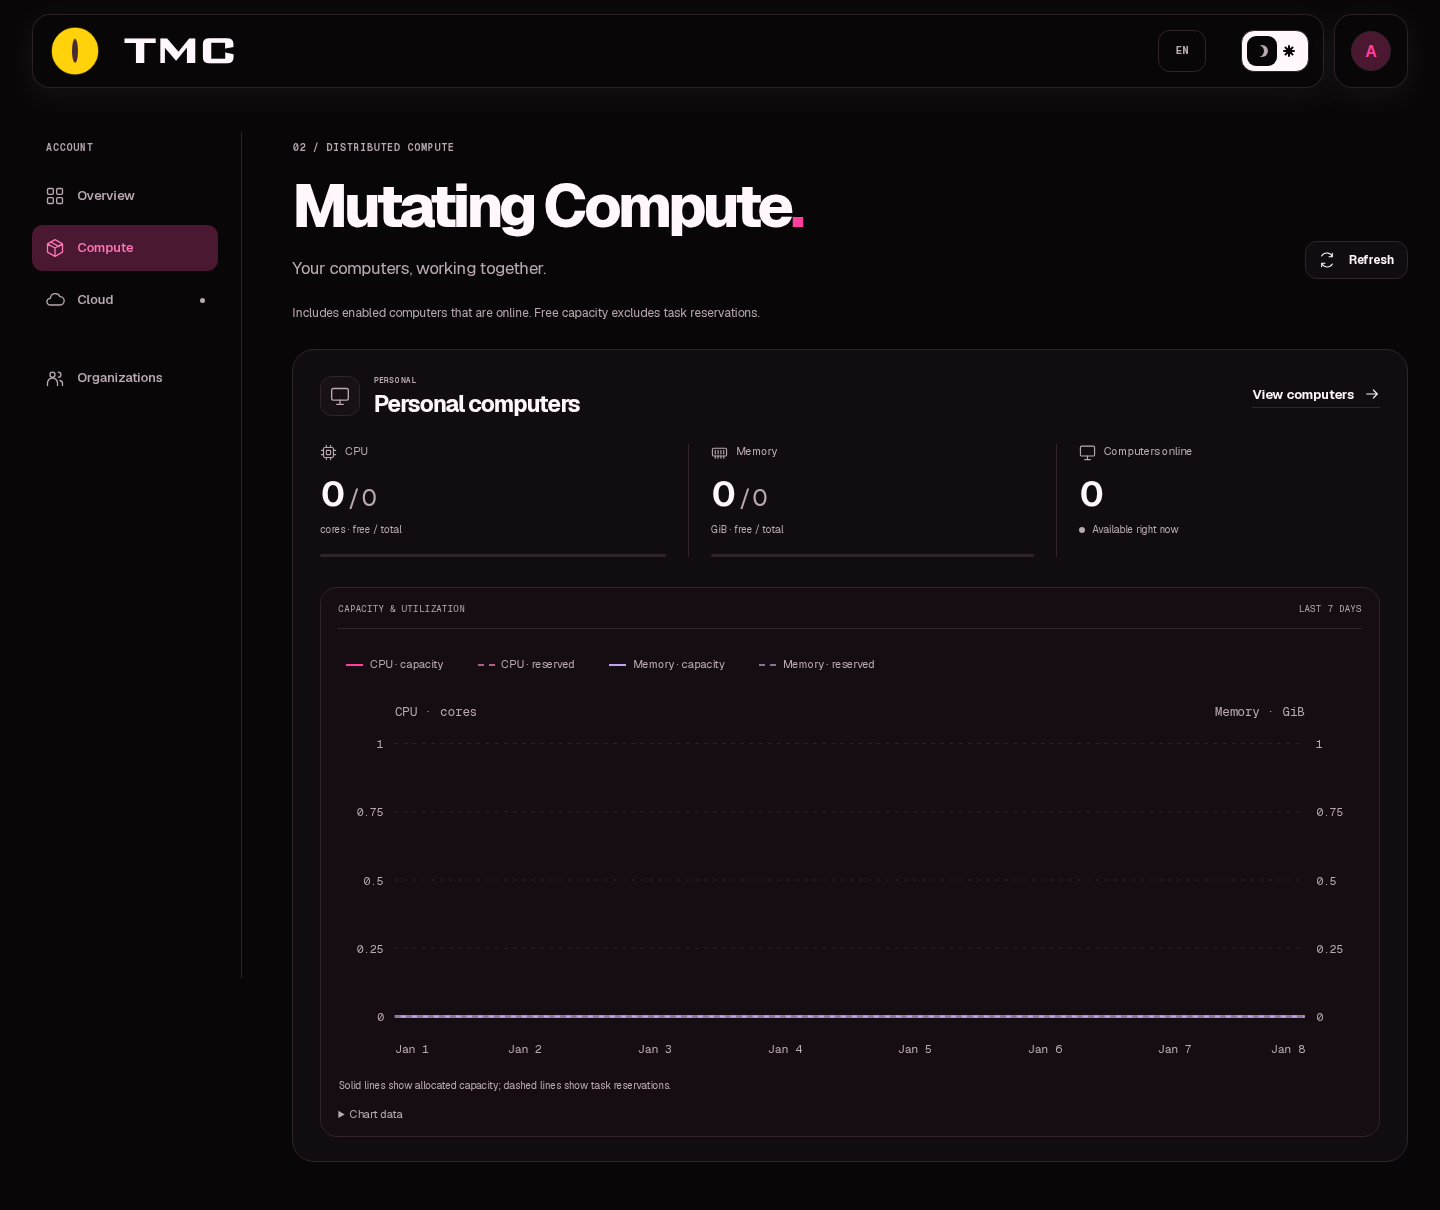 TMC
EN
A
ACCOUNT
Overview
Compute
Cloud
Organizations
02 / DISTRIBUTED COMPUTE
Mutating Compute.
Your computers, working together.
Refresh
Includes enabled computers that are online. Free capacity excludes task reservations.
PERSONAL
Personal computers
View computers
CPU
0 / 0
cores · free / total
Memory
0 / 0
GiB · free / total
Computers online
0
Available right now
CAPACITY & UTILIZATION
LAST 7 DAYS
CPU · capacity
CPU · reserved
Memory · capacity
Memory · reserved
CPU · cores
Memory · GiB
1
1
0.75
0.75
0.5
0.5
0.25
0.25
0
0
Jan 1
Jan 2
Jan 3
Jan 4
Jan 5
Jan 6
Jan 7
Jan 8
Solid lines show allocated capacity; dashed lines show task reservations.
Chart data